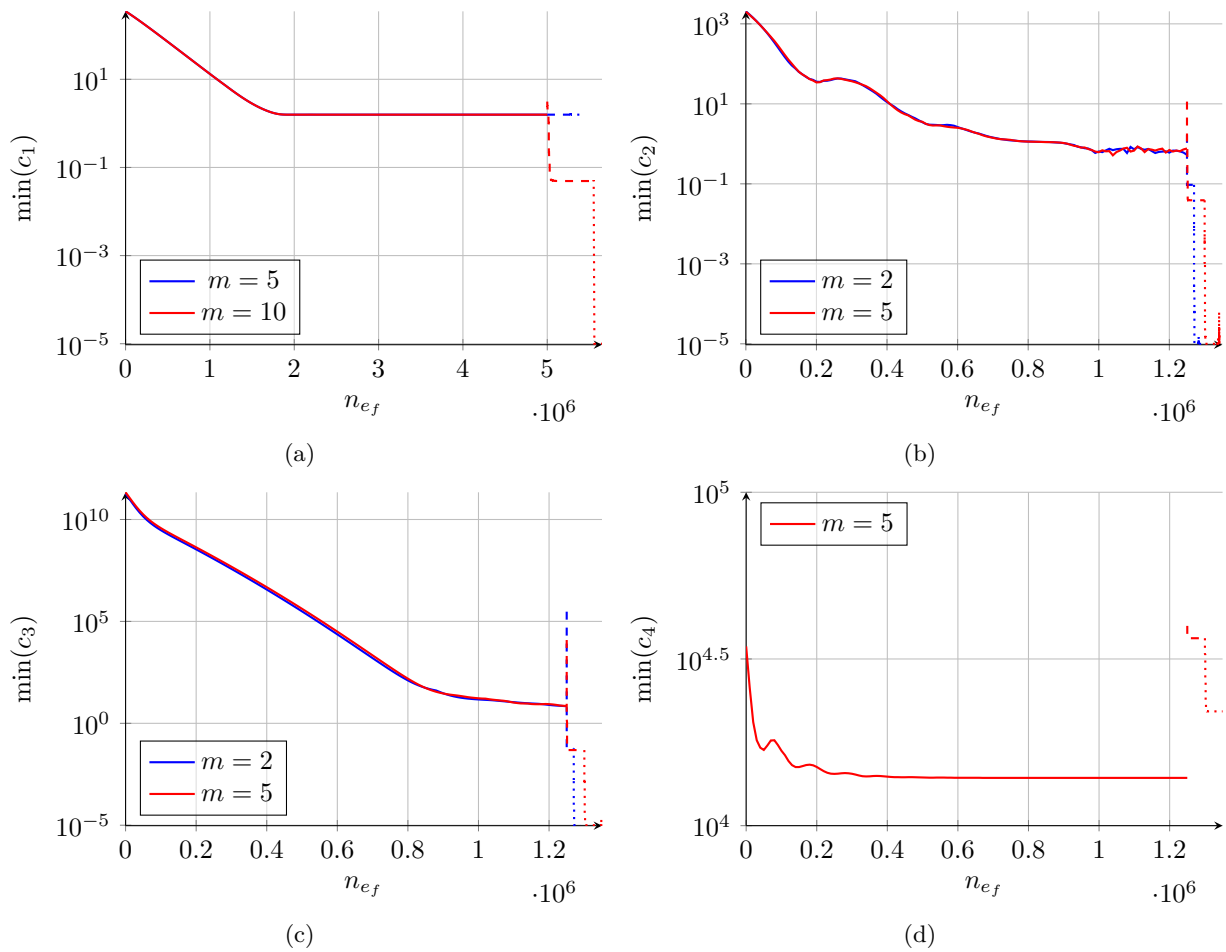 10^1
10^{-1}
10^{-3}
10^{-5}
min(c_1)
m = 5
m = 10
0 1 2 3 4 5
·10^6
n_{e_f}
(a)
10^3
10^1
10^{-1}
10^{-3}
10^{-5}
min(c_2)
m = 2
m = 5
0 0.2 0.4 0.6 0.8 1 1.2
·10^6
n_{e_f}
(b)
10^{10}
10^5
10^0
10^{-5}
min(c_3)
m = 2
m = 5
0 0.2 0.4 0.6 0.8 1 1.2
·10^6
n_{e_f}
(c)
10^5
10^{4.5}
10^4
min(c_4)
m = 5
0 0.2 0.4 0.6 0.8 1 1.2
·10^6
n_{e_f}
(d)